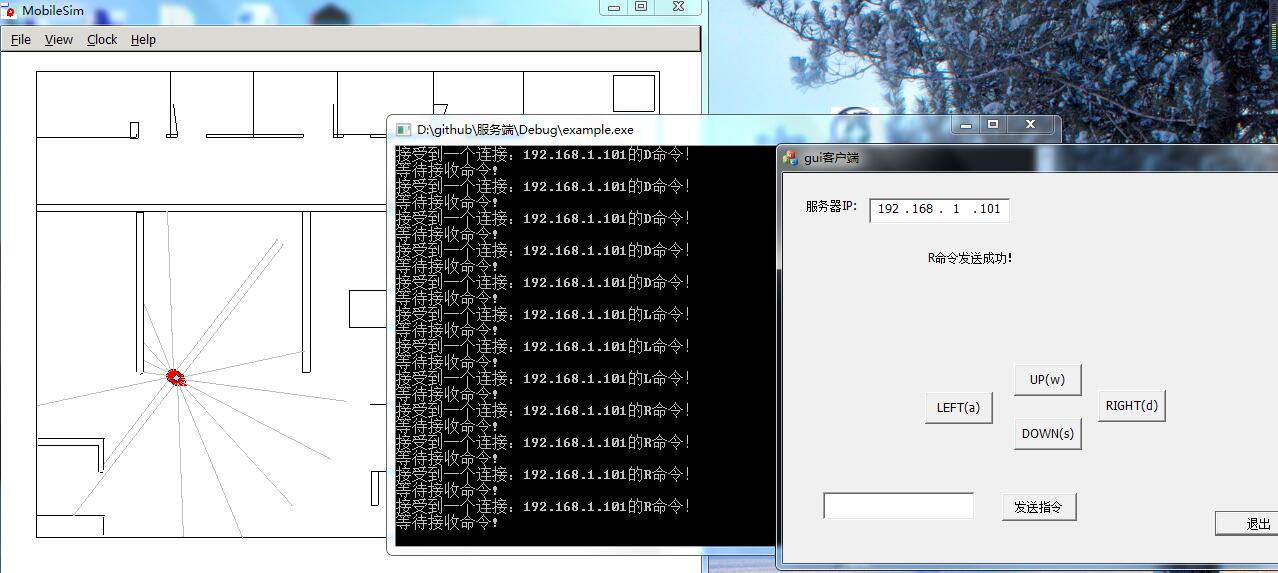 MobileSim
File View Clock Help
D:\github\服务端\Debug\example.exe
接受到一个连接：192.168.1.101的D命令！
等待接收命令！
接受到一个连接：192.168.1.101的D命令！
等待接收命令！
接受到一个连接：192.168.1.101的D命令！
等待接收命令！
接受到一个连接：192.168.1.101的D命令！
等待接收命令！
接受到一个连接：192.168.1.101的D命令！
等待接收命令！
接受到一个连接：192.168.1.101的L命令！
等待接收命令！
接受到一个连接：192.168.1.101的L命令！
等待接收命令！
接受到一个连接：192.168.1.101的L命令！
等待接收命令！
接受到一个连接：192.168.1.101的R命令！
等待接收命令！
接受到一个连接：192.168.1.101的R命令！
等待接收命令！
接受到一个连接：192.168.1.101的R命令！
等待接收命令！
接受到一个连接：192.168.1.101的R命令！
等待接收命令！
gui客户端
服务器IP: 192 . 168 . 1 . 101
R命令发送成功!
UP(w)
LEFT(a)
RIGHT(d)
DOWN(s)
发送指令
退出